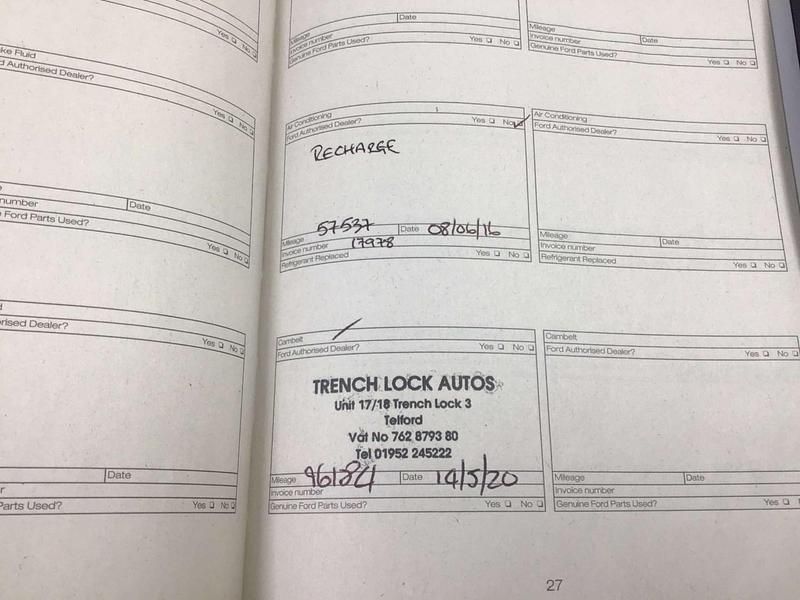 Yes ❑ No ❑
ke Fluid
d Authorised Dealer?
Yes ❑ No ❑
number Date
Ford Parts Used?
Yes ❑ No ❑
rised Dealer?
Yes ❑ No ❑
Date
Parts Used?
Yes ❑ No ❑
Mileage Date
Invoice number
Genuine Ford Parts Used? Yes ❑ No ❑
Mileage Date
Invoice number
Genuine Ford Parts Used? Yes ❑ No ❑
Air Conditioning
Ford Authorised Dealer? Yes ❑ No ✓
RECHARGE
Mileage 57537 Date 08/06/16
Invoice number 17978
Refrigerant Replaced Yes ❑ No ❑
Air Conditioning
Ford Authorised Dealer? Yes ❑ No ❑
Mileage Date
Invoice number
Refrigerant Replaced Yes ❑ No ❑
Cambelt
Ford Authorised Dealer? Yes ❑ No ❑
TRENCH LOCK AUTOS
Unit 17/18 Trench Lock 3
Telford
Vat No 762 8793 80
Tel 01952 245222
Mileage 96184 Date 14/5/20
Invoice number
Genuine Ford Parts Used? Yes ❑ No ❑
Cambelt
Ford Authorised Dealer? Yes ❑ No ❑
Mileage Date
Invoice number
Genuine Ford Parts Used? Yes ❑
27